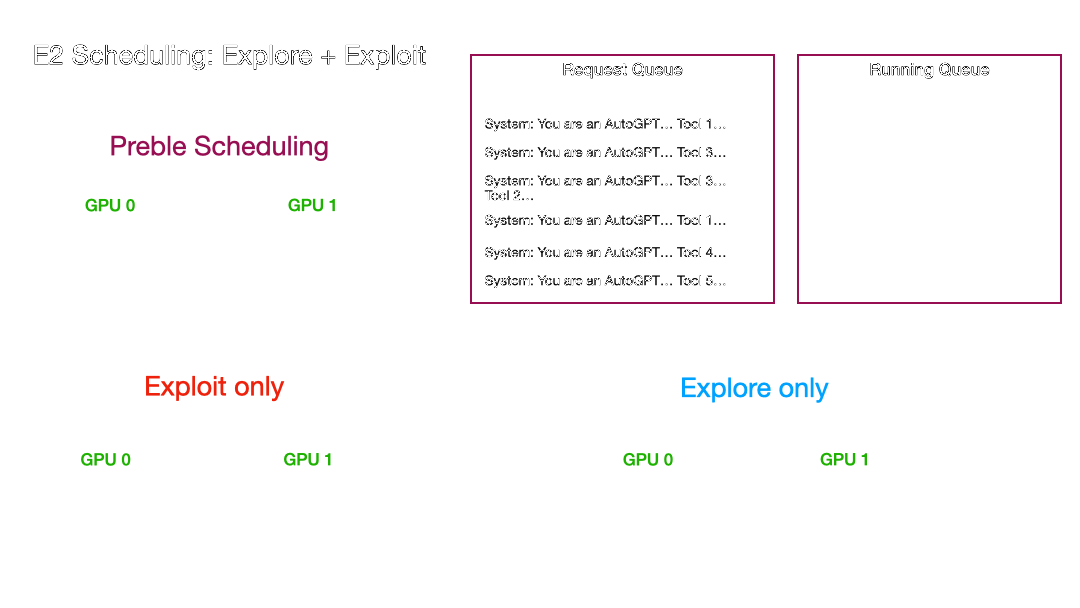 E2 Scheduling: Explore + Exploit
Preble Scheduling
GPU 0
GPU 1
Request Queue
System: You are an AutoGPT… Tool 1…
System: You are an AutoGPT… Tool 3…
System: You are an AutoGPT… Tool 3…
Tool 2…
System: You are an AutoGPT… Tool 1…
System: You are an AutoGPT… Tool 4…
System: You are an AutoGPT… Tool 5…
Running Queue
Exploit only
GPU 0
GPU 1
Explore only
GPU 0
GPU 1